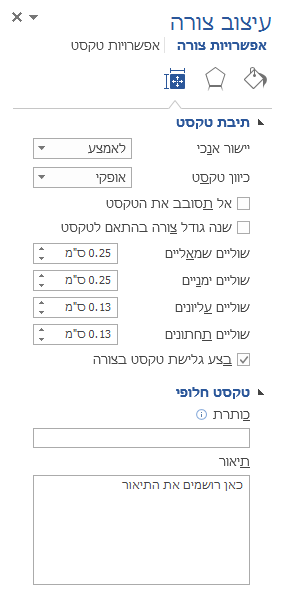 עיצוב צורה
אפשרויות צורה | אפשרויות טקסט
תיבת טקסט
יישור אנכי לאמצע
כיוון טקסט אופקי
אל תסובב את הטקסט
שנה גודל צורה בהתאם לטקסט
שוליים שמאליים 0.25 ס"מ
שוליים ימניים 0.25 ס"מ
שוליים עליונים 0.13 ס"מ
שוליים תחתונים 0.13 ס"מ
בצע גלישת טקסט בצורה
טקסט חלופי
כותרת
תיאור
כאן רושמים את התיאור